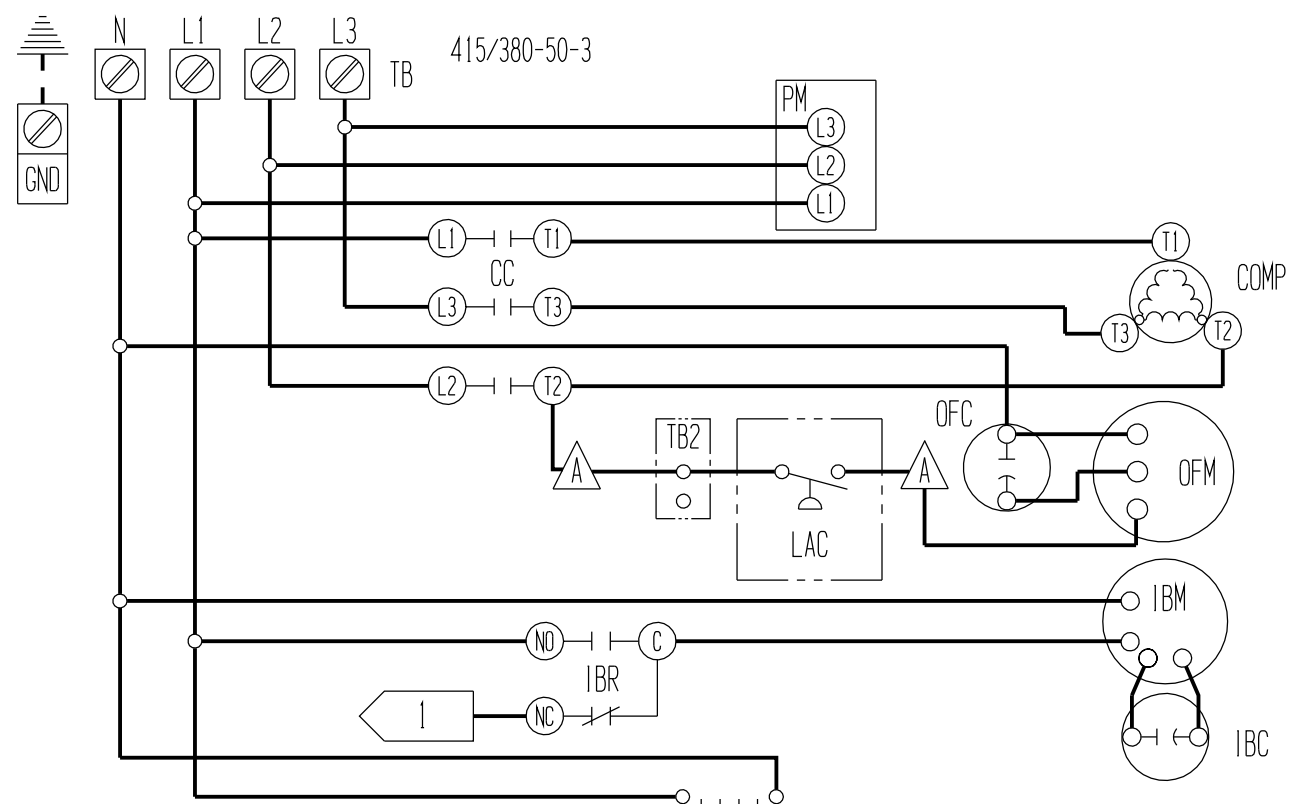 N L1 L2 L3
415/380-50-3
TB
PM
L3
L2
GND
L1
L1 T1 T1
CC
COMP
L3 T3 T3 T2
L2 T2
OFC
TB2
A A OFM
LAC
IBM
NO C
IBR
1 NC
IBC